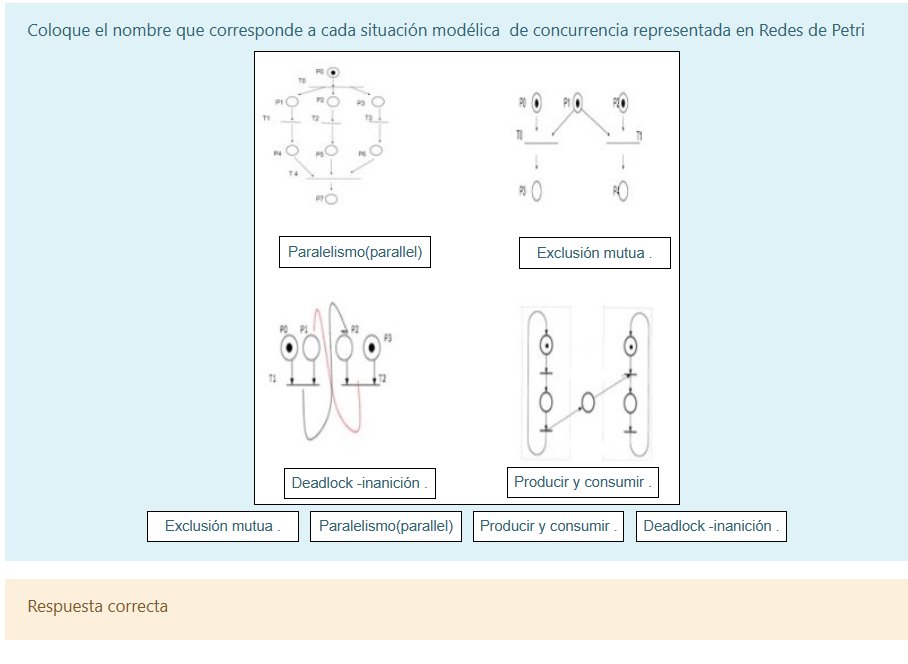 Coloque el nombre que corresponde a cada situación modélica de concurrencia representada en Redes de Petri
P0
T0
P1 P2 P3
T1 T2 T3
P4 P5 P6
T4
P7
P0 P1 P2
T0 T1
P3 P4
Paralelismo(parallel)
Exclusión mutua .
P0 P1 P2 P3
T1 T2
Deadlock -inanición .
Producir y consumir .
Exclusión mutua . Paralelismo(parallel) Producir y consumir . Deadlock -inanición .
Respuesta correcta